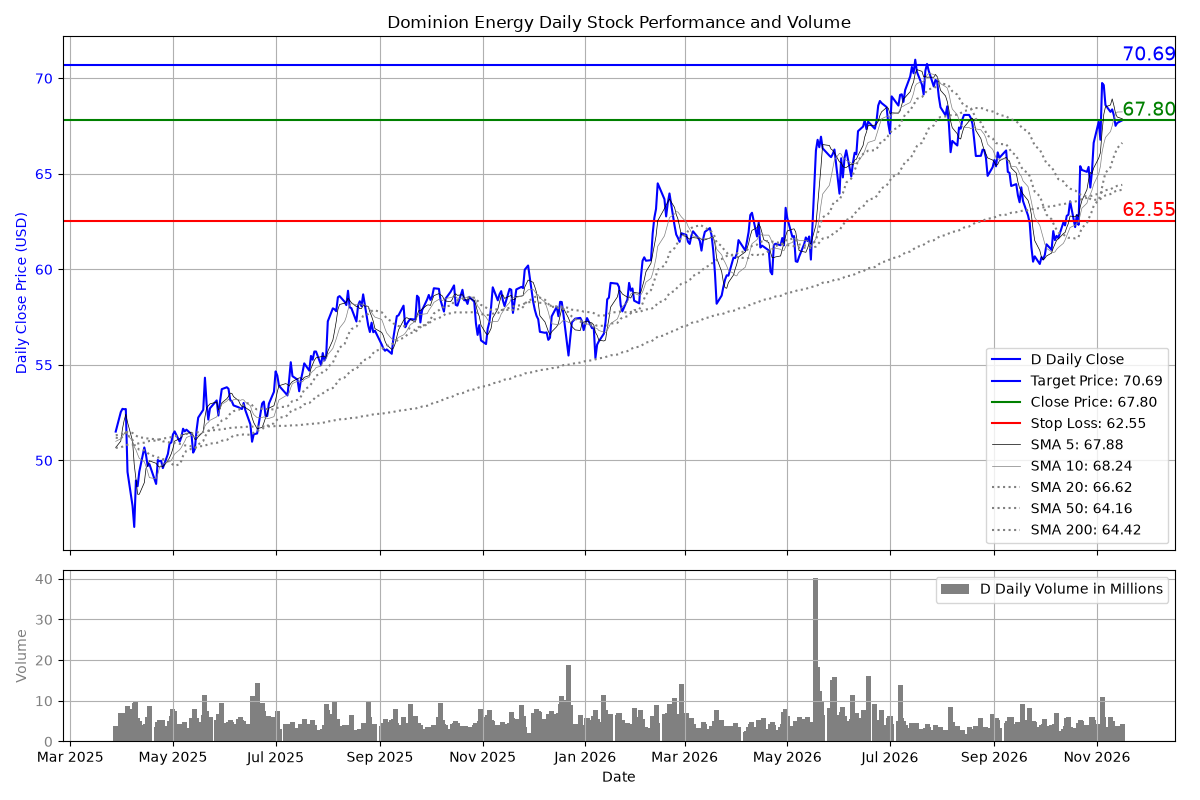 Dominion Energy Daily Stock Performance and Volume
70.69
67.80
62.55
Daily Close Price (USD)
70
65
60
55
50
D Daily Close
Target Price: 70.69
Close Price: 67.80
Stop Loss: 62.55
SMA 5: 67.88
SMA 10: 68.24
SMA 20: 66.62
SMA 50: 64.16
SMA 200: 64.42
Volume
40
30
20
10
0
D Daily Volume in Millions
Mar 2025
May 2025
Jul 2025
Sep 2025
Nov 2025
Jan 2026
Mar 2026
May 2026
Jul 2026
Sep 2026
Nov 2026
Date